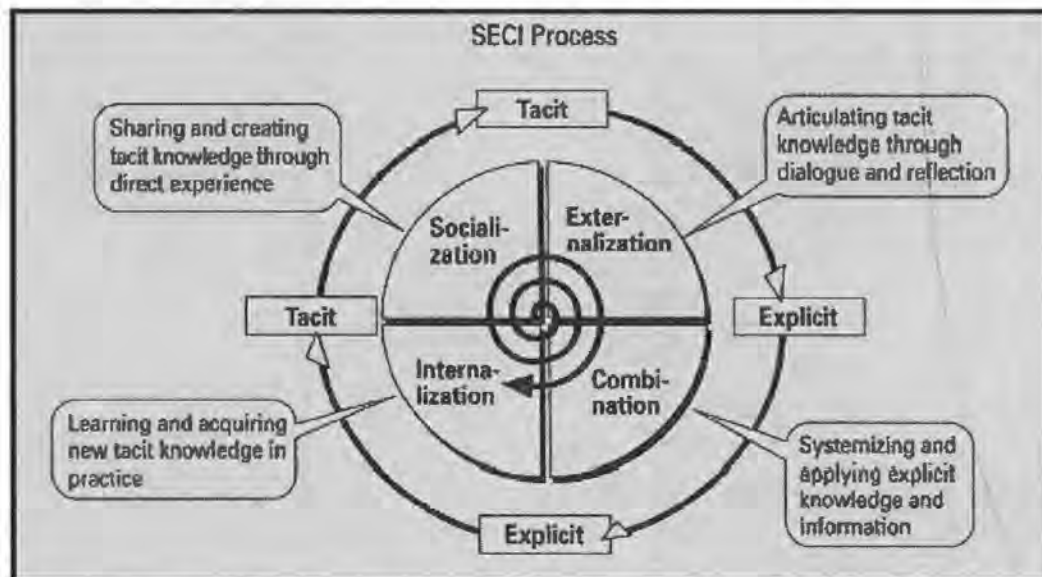 SECI Process
Tacit
Sharing and creating
tacit knowledge through
direct experience
Articulating tacit
knowledge through
dialogue and reflection
Sociali-
zation
Exter-
nalization
Tacit
Explicit
Interna-
lization
Combi-
nation
Learning and acquiring
new tacit knowledge in
practice
Systemizing and
applying explicit
knowledge and
information
Explicit